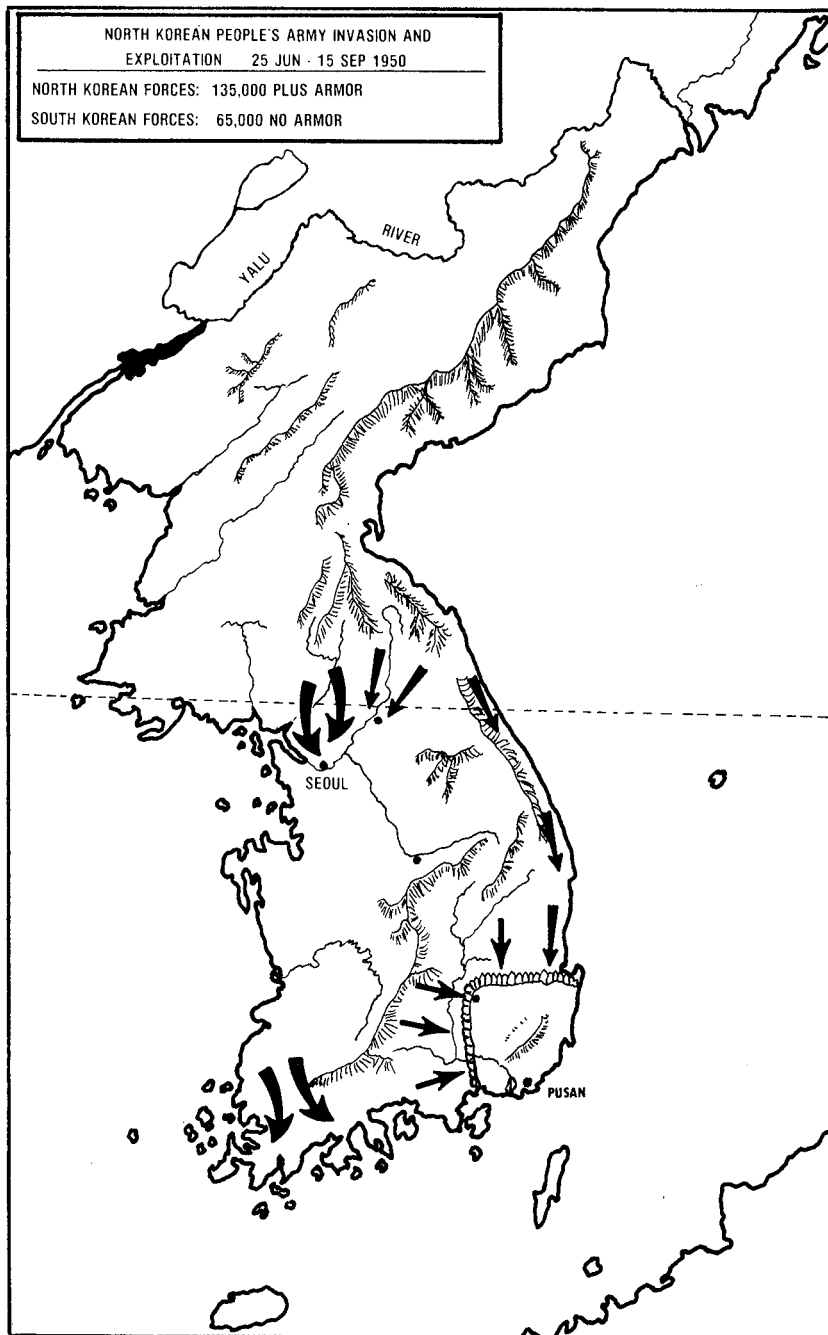 NORTH KOREAN PEOPLE'S ARMY INVASION AND
EXPLOITATION 25 JUN - 15 SEP 1950
NORTH KOREAN FORCES: 135,000 PLUS ARMOR
SOUTH KOREAN FORCES: 65,000 NO ARMOR
YALU RIVER
SEOUL
PUSAN